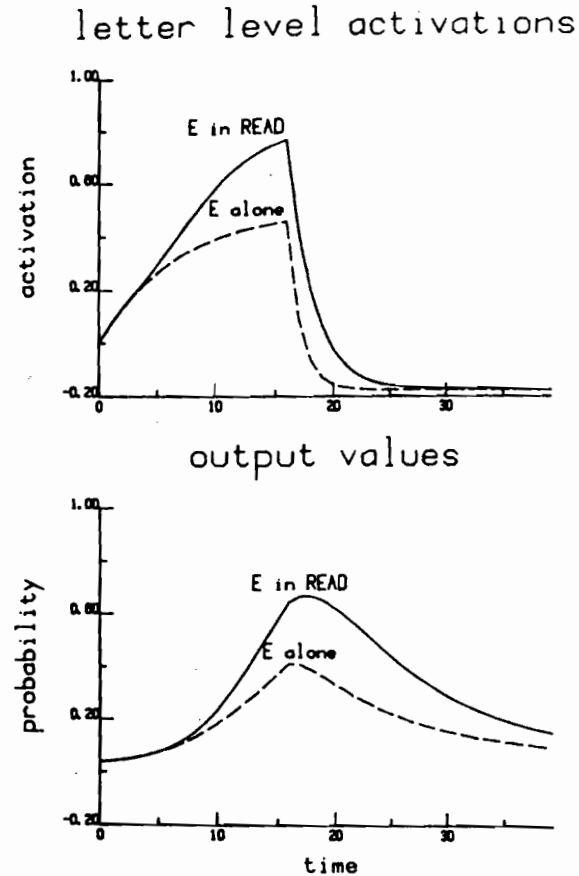 letter level activations
1.00
E in READ
0.60
E alone
activation
0.20
-0.20
0
10
20
30
output values
1.00
E in READ
0.60
E alone
probability
0.20
-0.20
0
10
20
30
time